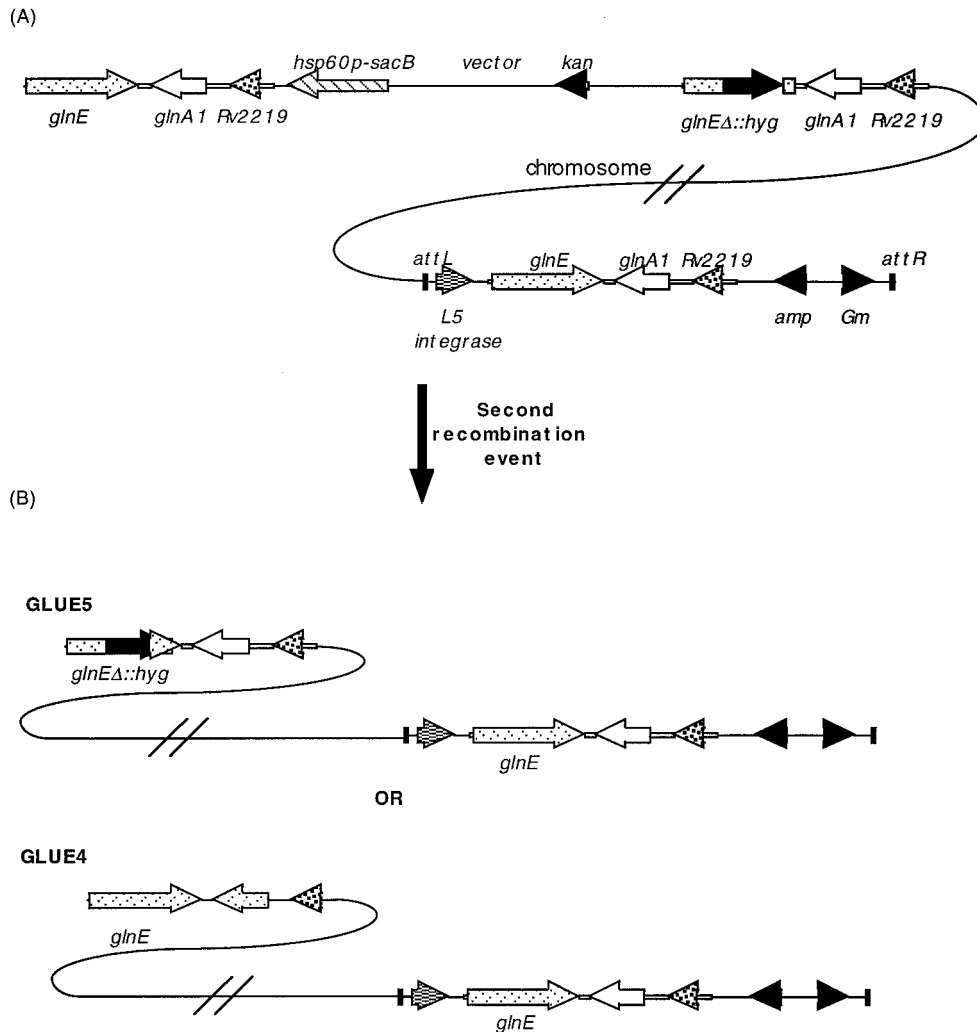 (A)
hsp60p-sacB vector kan
glnE glnA1 Rv2219 glnEΔ::hyg glnA1 Rv2219
chromosome
attL glnE glnA1 Rv2219 attR
L5 integrase amp Gm
Second
recombination
event
(B)
GLUE5
glnEΔ::hyg
glnE
OR
GLUE4
glnE
glnE